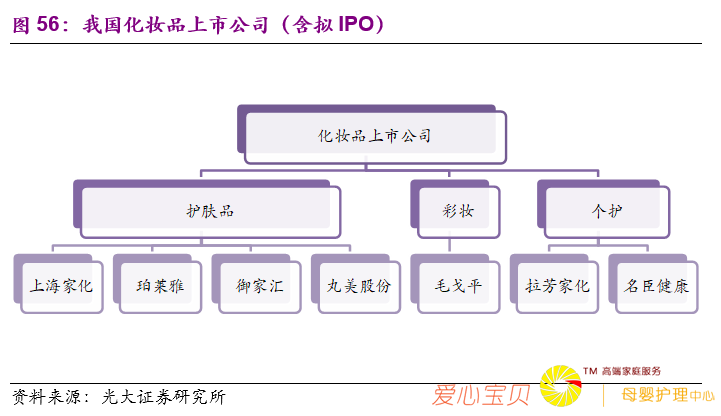 图 56：我国化妆品上市公司（含拟 IPO）
化妆品上市公司
护肤品
彩妆
个护
上海家化
珀莱雅
御家汇
丸美股份
毛戈平
拉芳家化
名臣健康
资料来源：光大证券研究所
爱心宝贝
TM 高端家庭服务
母婴护理中心